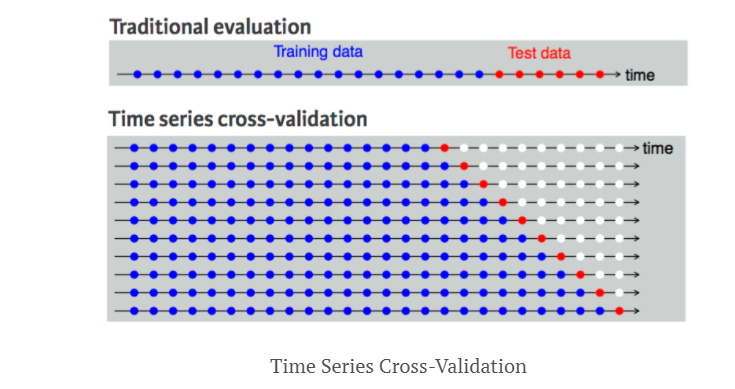 Traditional evaluation
Training data
Test data
time
Time series cross-validation
time
Time Series Cross-Validation